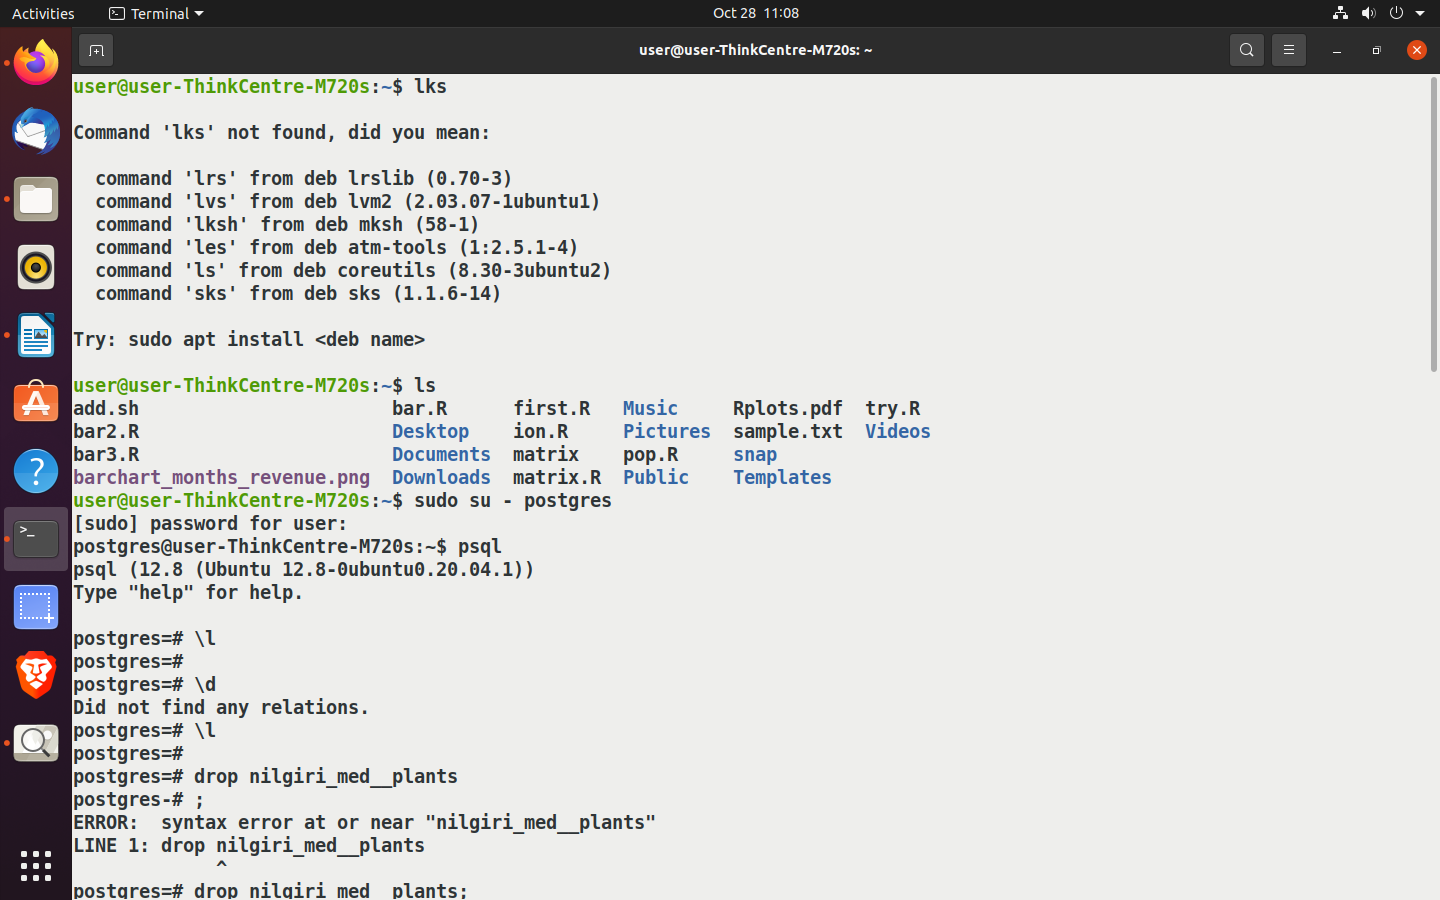 Activities Terminal Oct 28 11:08
user@user-ThinkCentre-M720s: ~
user@user-ThinkCentre-M720s:~$ lks
Command 'lks' not found, did you mean:
command 'lrs' from deb lrslib (0.70-3)
command 'lvs' from deb lvm2 (2.03.07-1ubuntu1)
command 'lksh' from deb mksh (58-1)
command 'les' from deb atm-tools (1:2.5.1-4)
command 'ls' from deb coreutils (8.30-3ubuntu2)
command 'sks' from deb sks (1.1.6-14)
Try: sudo apt install <deb name>
user@user-ThinkCentre-M720s:~$ ls
add.sh bar.R first.R Music Rplots.pdf try.R
bar2.R Desktop ion.R Pictures sample.txt Videos
bar3.R Documents matrix pop.R snap
barchart_months_revenue.png Downloads matrix.R Public Templates
user@user-ThinkCentre-M720s:~$ sudo su - postgres
[sudo] password for user:
postgres@user-ThinkCentre-M720s:~$ psql
psql (12.8 (Ubuntu 12.8-0ubuntu0.20.04.1))
Type "help" for help.
postgres=# \l
postgres=#
postgres=# \d
Did not find any relations.
postgres=# \l
postgres=#
postgres=# drop nilgiri_med__plants
postgres-# ;
ERROR:  syntax error at or near "nilgiri_med__plants"
LINE 1: drop nilgiri_med__plants
^
postgres=# drop nilgiri_med__plants;